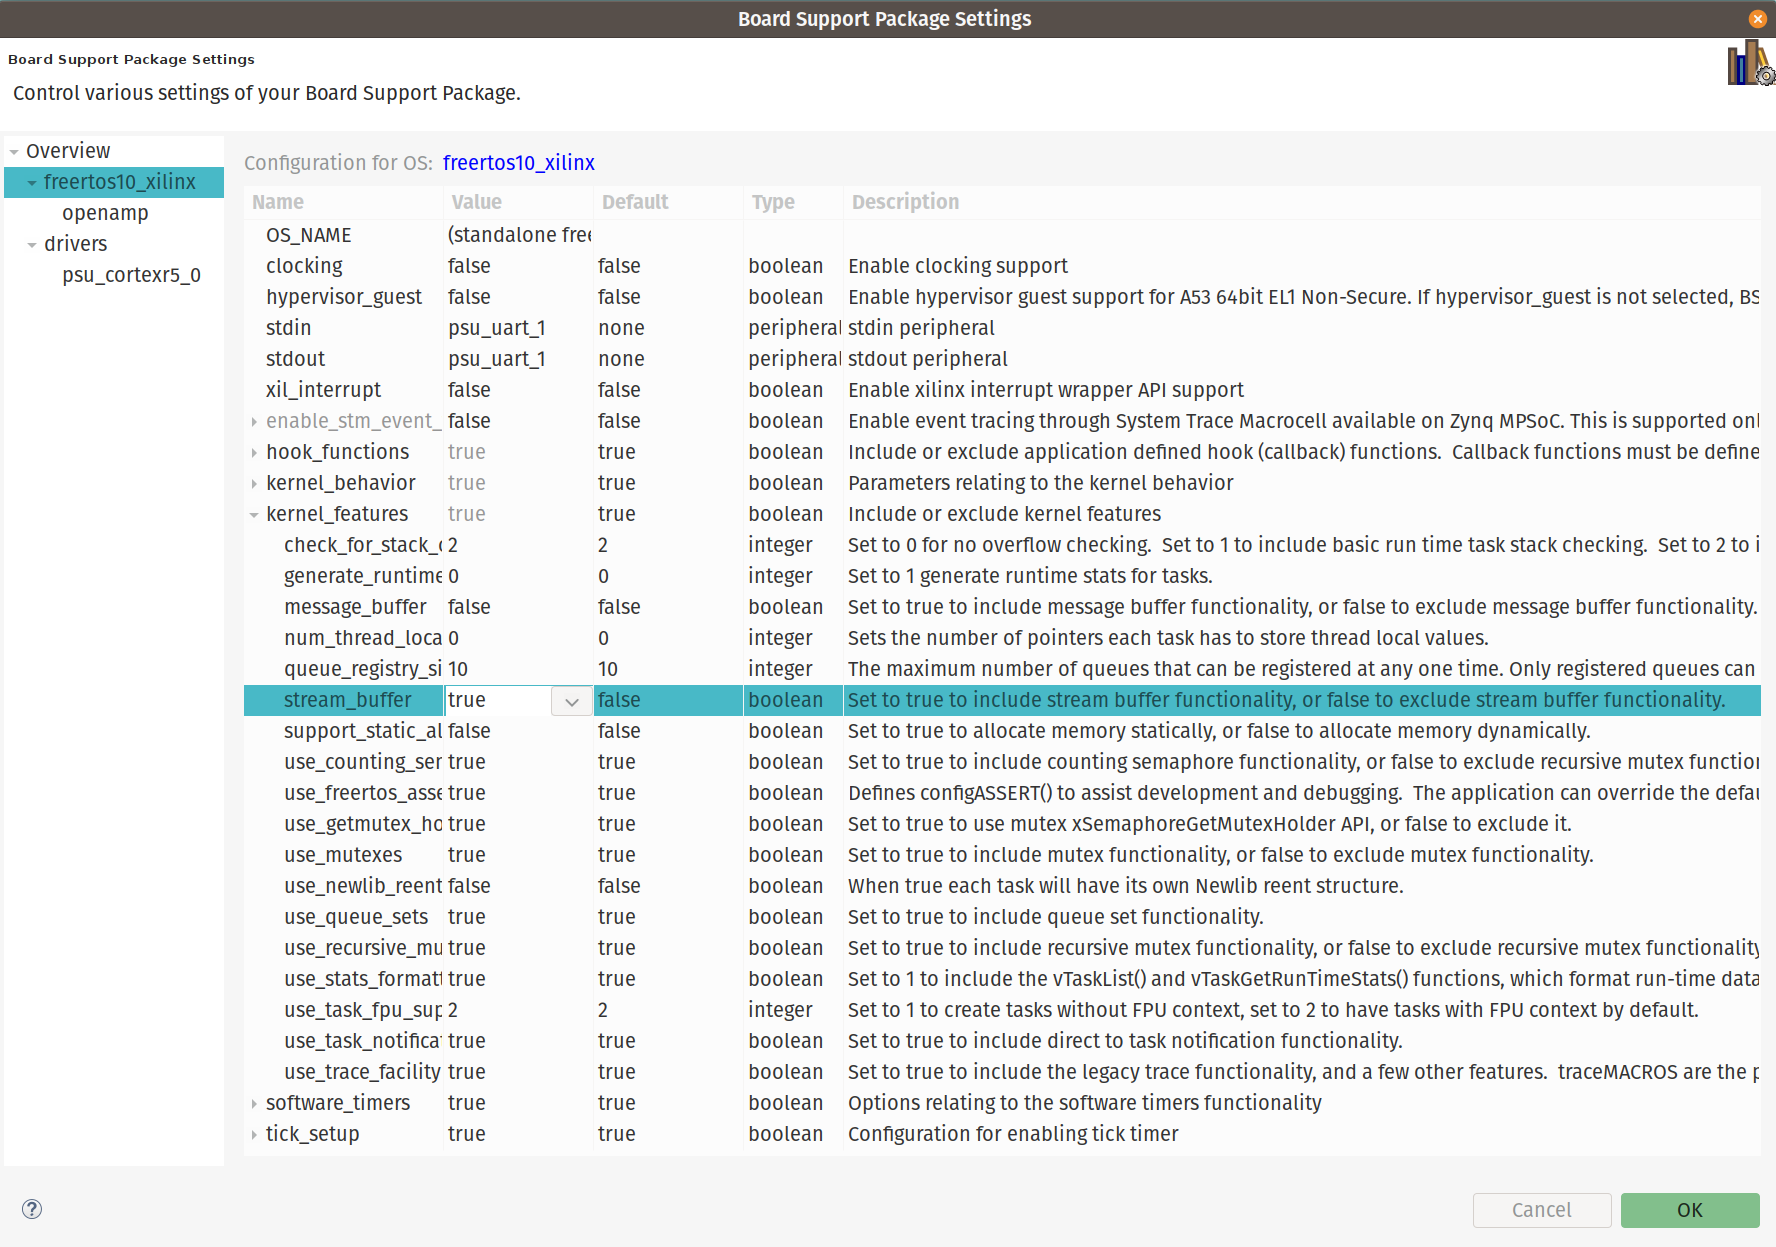 Board Support Package Settings
Board Support Package Settings
Control various settings of your Board Support Package.
Overview
freertos10_xilinx
openamp
drivers
psu_cortexr5_0
Configuration for OS: freertos10_xilinx
Name Value Default Type Description
OS_NAME (standalone free
clocking false false boolean Enable clocking support
hypervisor_guest false false boolean Enable hypervisor guest support for A53 64bit EL1 Non-Secure. If hypervisor_guest is not selected, BS
stdin psu_uart_1 none peripheral stdin peripheral
stdout psu_uart_1 none peripheral stdout peripheral
xil_interrupt false false boolean Enable xilinx interrupt wrapper API support
enable_stm_event_ false false boolean Enable event tracing through System Trace Macrocell available on Zynq MPSoC. This is supported onl
hook_functions true true boolean Include or exclude application defined hook (callback) functions.  Callback functions must be define
kernel_behavior true true boolean Parameters relating to the kernel behavior
kernel_features true true boolean Include or exclude kernel features
check_for_stack_o 2 2 integer Set to 0 for no overflow checking.  Set to 1 to include basic run time task stack checking.  Set to 2 to i
generate_runtime 0 0 integer Set to 1 generate runtime stats for tasks.
message_buffer false false boolean Set to true to include message buffer functionality, or false to exclude message buffer functionality.
num_thread_loca 0 0 integer Sets the number of pointers each task has to store thread local values.
queue_registry_si 10 10 integer The maximum number of queues that can be registered at any one time. Only registered queues can
stream_buffer true false boolean Set to true to include stream buffer functionality, or false to exclude stream buffer functionality.
support_static_al false false boolean Set to true to allocate memory statically, or false to allocate memory dynamically.
use_counting_sem true true boolean Set to true to include counting semaphore functionality, or false to exclude recursive mutex function
use_freertos_asse true true boolean Defines configASSERT() to assist development and debugging.  The application can override the defau
use_getmutex_ho true true boolean Set to true to use mutex xSemaphoreGetMutexHolder API, or false to exclude it.
use_mutexes true true boolean Set to true to include mutex functionality, or false to exclude mutex functionality.
use_newlib_reent false false boolean When true each task will have its own Newlib reent structure.
use_queue_sets true true boolean Set to true to include queue set functionality.
use_recursive_mu true true boolean Set to true to include recursive mutex functionality, or false to exclude recursive mutex functionality
use_stats_formatt true true boolean Set to 1 to include the vTaskList() and vTaskGetRunTimeStats() functions, which format run-time data
use_task_fpu_sup 2 2 integer Set to 1 to create tasks without FPU context, set to 2 to have tasks with FPU context by default.
use_task_notificat true true boolean Set to true to include direct to task notification functionality.
use_trace_facility true true boolean Set to true to include the legacy trace functionality, and a few other features.  traceMACROS are the p
software_timers true true boolean Options relating to the software timers functionality
tick_setup true true boolean Configuration for enabling tick timer
?
Cancel
OK